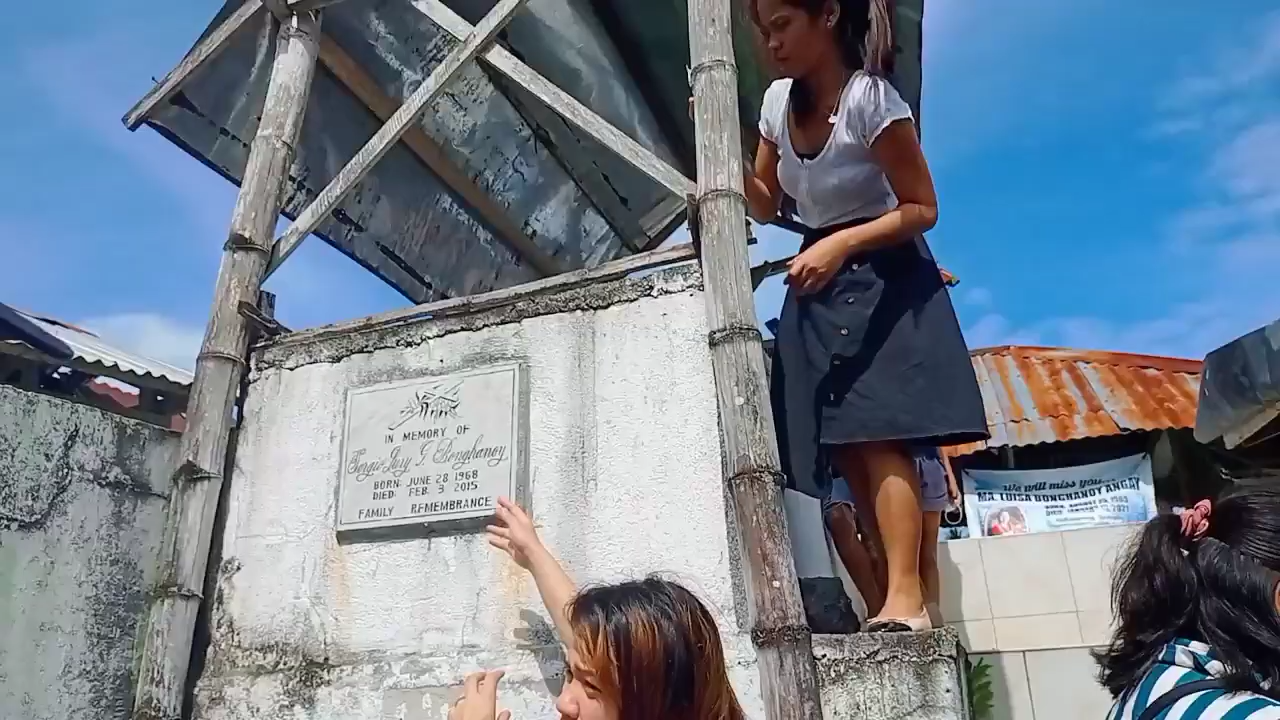 IN MEMORY OF
Sergio Jory G. Bonghanoy
BORN: JUNE 28 1968
DIED: FEB. 3 2015
FAMILY REMEMBRANCE
We will miss you
MA. LUISA BONGHANOY ANGAY